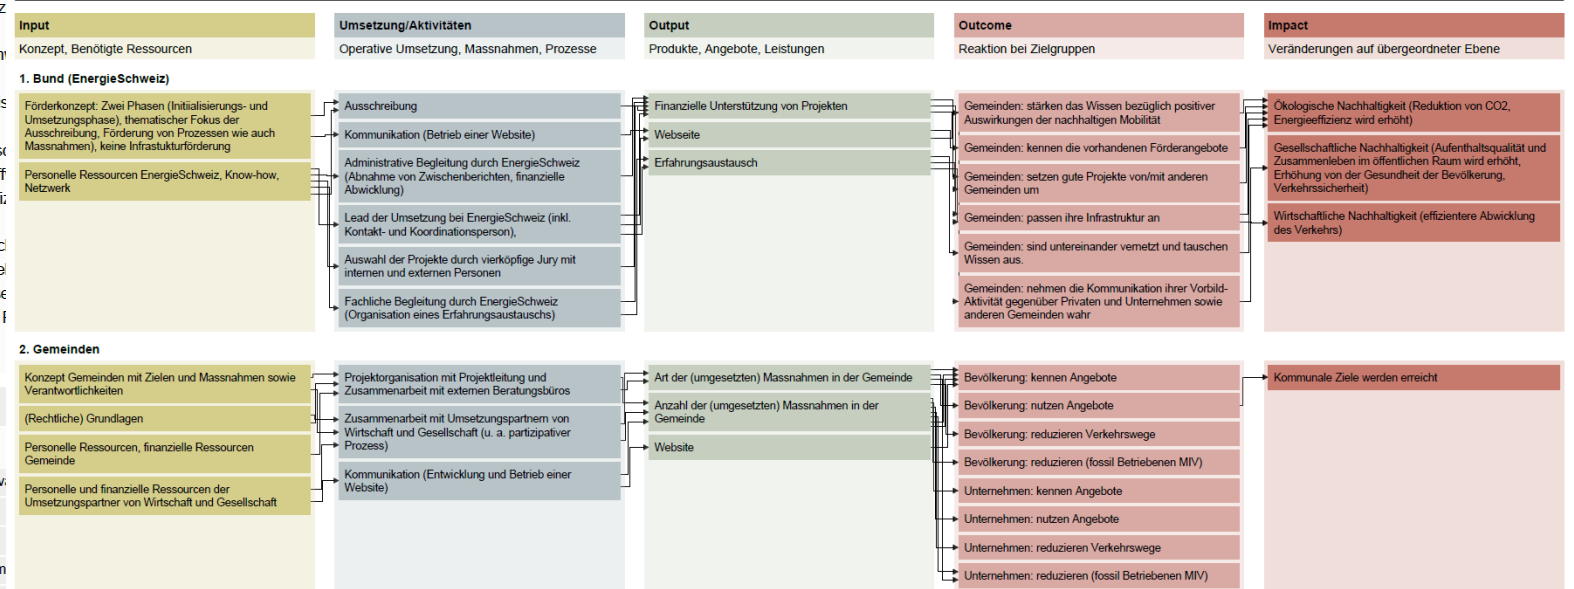 Input
Konzept, Benötigte Ressourcen
Umsetzung/Aktivitäten
Operative Umsetzung, Massnahmen, Prozesse
Output
Produkte, Angebote, Leistungen
Outcome
Reaktion bei Zielgruppen
Impact
Veränderungen auf übergeordneter Ebene
1. Bund (EnergieSchweiz)
Förderkonzept: Zwei Phasen (Initiialisierungs- und
Umsetzungsphase), thematischer Fokus der
Ausschreibung, Förderung von Prozessen wie auch
Massnahmen), keine Infrastukturförderung
Personelle Ressourcen EnergieSchweiz, Know-how,
Netzwerk
Ausschreibung
Kommunikation (Betrieb einer Website)
Administrative Begleitung durch EnergieSchweiz
(Abnahme von Zwischenberichten, finanzielle
Abwicklung)
Lead der Umsetzung bei EnergieSchweiz (inkl.
Kontakt- und Koordinationsperson),
Auswahl der Projekte durch vierköpfige Jury mit
internen und externen Personen
Fachliche Begleitung durch EnergieSchweiz
(Organisation eines Erfahrungsaustauschs)
Finanzielle Unterstützung von Projekten
Webseite
Erfahrungsaustausch
Gemeinden: stärken das Wissen bezüglich positiver
Auswirkungen der nachhaltigen Mobilität
Gemeinden: kennen die vorhandenen Förderangebote
Gemeinden: setzen gute Projekte von/mit anderen
Gemeinden um
Gemeinden: passen ihre Infrastruktur an
Gemeinden: sind untereinander vernetzt und tauschen
Wissen aus.
Gemeinden: nehmen die Kommunikation ihrer Vorbild-
Aktivität gegenüber Privaten und Unternehmen sowie
anderen Gemeinden wahr
Ökologische Nachhaltigkeit (Reduktion von CO2,
Energieeffizienz wird erhöht)
Gesellschaftliche Nachhaltigkeit (Aufenthaltsqualität und
Zusammenleben im öffentlichen Raum wird erhöht,
Erhöhung von der Gesundheit der Bevölkerung,
Verkehrssicherheit)
Wirtschaftliche Nachhaltigkeit (effizientere Abwicklung
des Verkehrs)
2. Gemeinden
Konzept Gemeinden mit Zielen und Massnahmen sowie
Verantwortlichkeiten
(Rechtliche) Grundlagen
Personelle Ressourcen, finanzielle Ressourcen
Gemeinde
Personelle und finanzielle Ressourcen der
Umsetzungspartner von Wirtschaft und Gesellschaft
Projektorganisation mit Projektleitung und
Zusammenarbeit mit externen Beratungsbüros
Zusammenarbeit mit Umsetzungspartnern von
Wirtschaft und Gesellschaft (u. a. partizipativer
Prozess)
Kommunikation (Entwicklung und Betrieb einer
Website)
Art der (umgesetzten) Massnahmen in der Gemeinde
Anzahl der (umgesetzten) Massnahmen in der
Gemeinde
Website
Bevölkerung: kennen Angebote
Bevölkerung: nutzen Angebote
Bevölkerung: reduzieren Verkehrswege
Bevölkerung: reduzieren (fossil Betriebenen MIV)
Unternehmen: kennen Angebote
Unternehmen: nutzen Angebote
Unternehmen: reduzieren Verkehrswege
Unternehmen: reduzieren (fossil Betriebenen MIV)
Kommunale Ziele werden erreicht